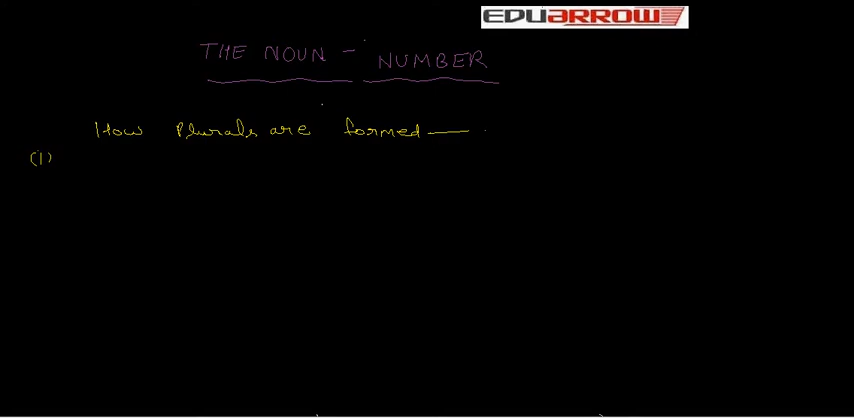 EDUARROW
THE NOUN - NUMBER
How Plurals are formed —
(1)